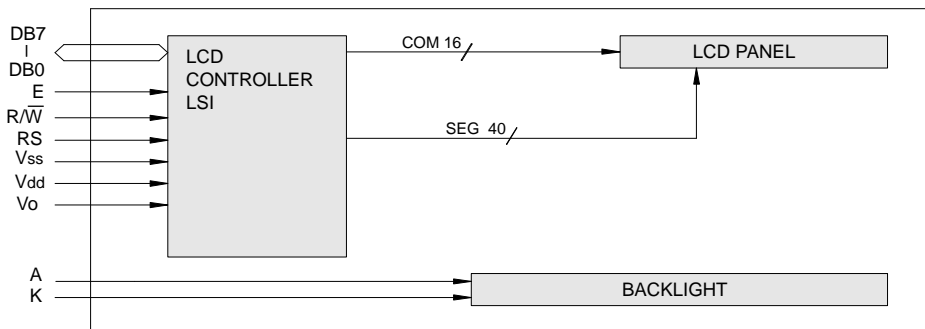 DB7
DB0
E
R/W̅
RS
Vss
Vdd
Vo
A
K
LCD
CONTROLLER
LSI
COM 16
SEG 40
LCD PANEL
BACKLIGHT